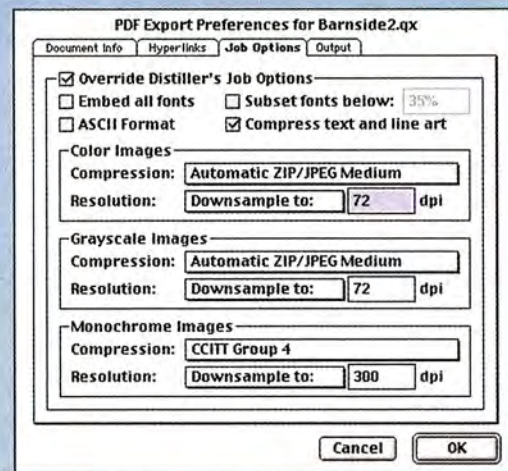 PDF Export Preferences for Barnside2.qx
Document Info Hyperlinks Job Options Output
Override Distiller's Job Options
Embed all fonts Subset fonts below: 35%
ASCII Format Compress text and line art
Color Images
Compression: Automatic ZIP/JPEG Medium
Resolution: Downsample to: 72 dpi
Grayscale Images
Compression: Automatic ZIP/JPEG Medium
Resolution: Downsample to: 72 dpi
Monochrome Images
Compression: CCITT Group 4
Resolution: Downsample to: 300 dpi
Cancel OK